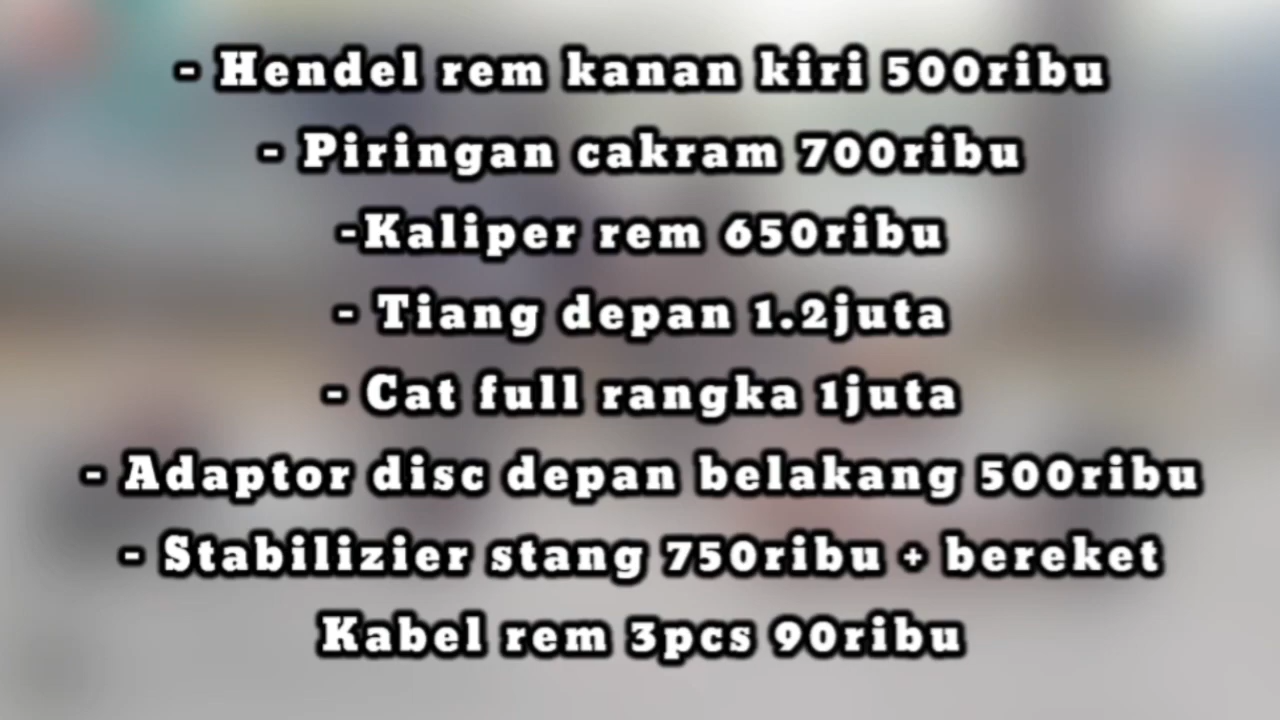 - Hendel rem kanan kiri 500ribu
- Piringan cakram 700ribu
-Kaliper rem 650ribu
- Tiang depan 1.2juta
- Cat full rangka 1juta
- Adaptor disc depan belakang 500ribu
- Stabilizier stang 750ribu + bereket
Kabel rem 3pcs 90ribu